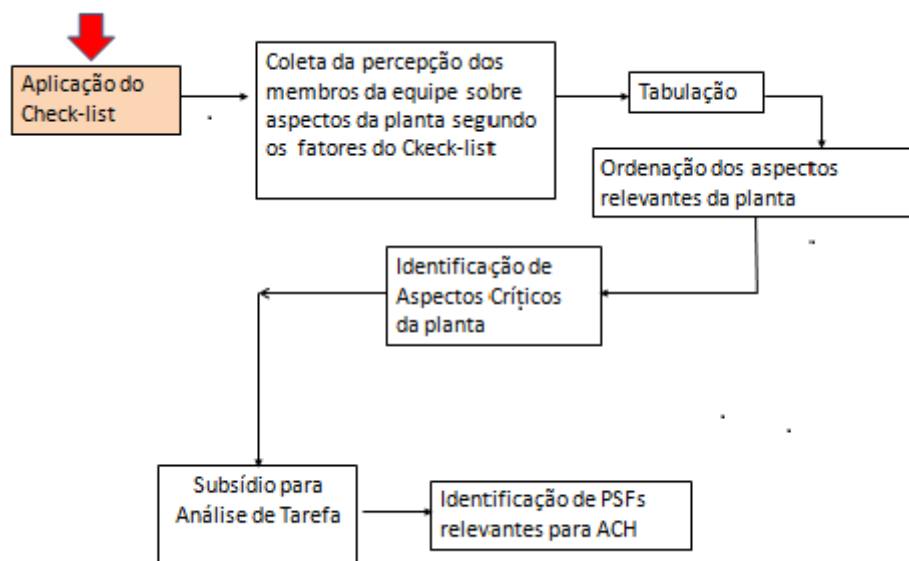 Aplicação do
Check-list
Coleta da percepção dos
membros da equipe sobre
aspectos da planta segundo
os fatores do Ckeck-list
Tabulação
Ordenação dos aspectos
relevantes da planta
Identificação de
Aspectos Críticos
da planta
Subsídio para
Análise de Tarefa
Identificação de PSFs
relevantes para ACH